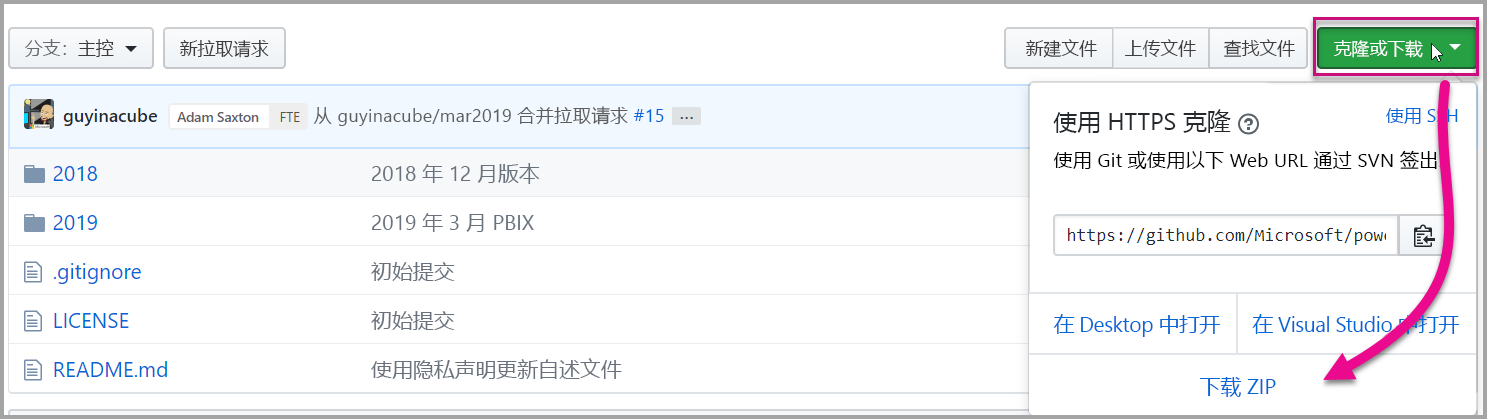 分支：主控 新拉取请求 新建文件 上传文件 查找文件 克隆或下载
guyinacube Adam Saxton FTE 从 guyinacube/mar2019 合并拉取请求 #15 ...
2018 2018 年 12 月版本
2019 2019 年 3 月 PBIX
.gitignore 初始提交
LICENSE 初始提交
README.md 使用隐私声明更新自述文件
使用 HTTPS 克隆 ? 使用 SSH
使用 Git 或使用以下 Web URL 通过 SVN 签出
https://github.com/Microsoft/powe
在 Desktop 中打开 在 Visual Studio 中打开
下载 ZIP